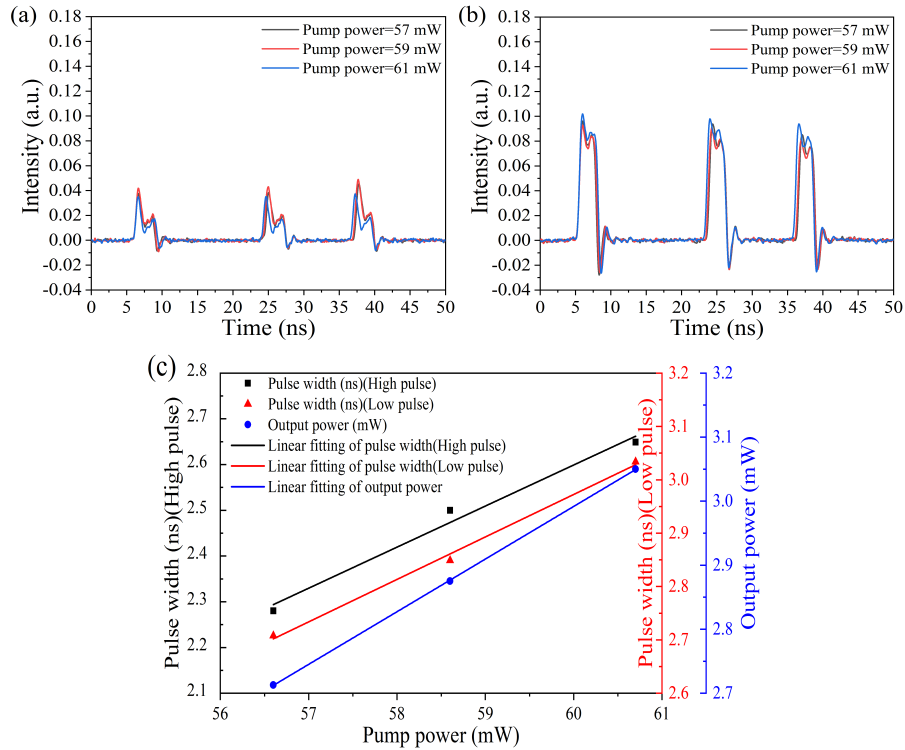 (a)
Intensity (a.u.)
0.18
0.16
0.14
0.12
0.10
0.08
0.06
0.04
0.02
0.00
-0.02
-0.04
Pump power=57 mW
Pump power=59 mW
Pump power=61 mW
0 5 10 15 20 25 30 35 40 45 50
Time (ns)
(b)
Intensity (a.u.)
0.18
0.16
0.14
0.12
0.10
0.08
0.06
0.04
0.02
0.00
-0.02
-0.04
Pump power=57 mW
Pump power=59 mW
Pump power=61 mW
0 5 10 15 20 25 30 35 40 45 50
Time (ns)
(c)
Pulse width (ns)(High pulse)
2.8
2.7
2.6
2.5
2.4
2.3
2.2
2.1
Pulse width (ns)(High pulse)
Pulse width (ns)(Low pulse)
Output power (mW)
Linear fitting of pulse width(High pulse)
Linear fitting of pulse width(Low pulse)
Linear fitting of output power
56 57 58 59 60 61
Pump power (mW)
Pulse width (ns)(Low pulse)
3.2
3.1
3.0
2.9
2.8
2.7
2.6
Output power (mW)
3.2
3.1
3.0
2.9
2.8
2.7